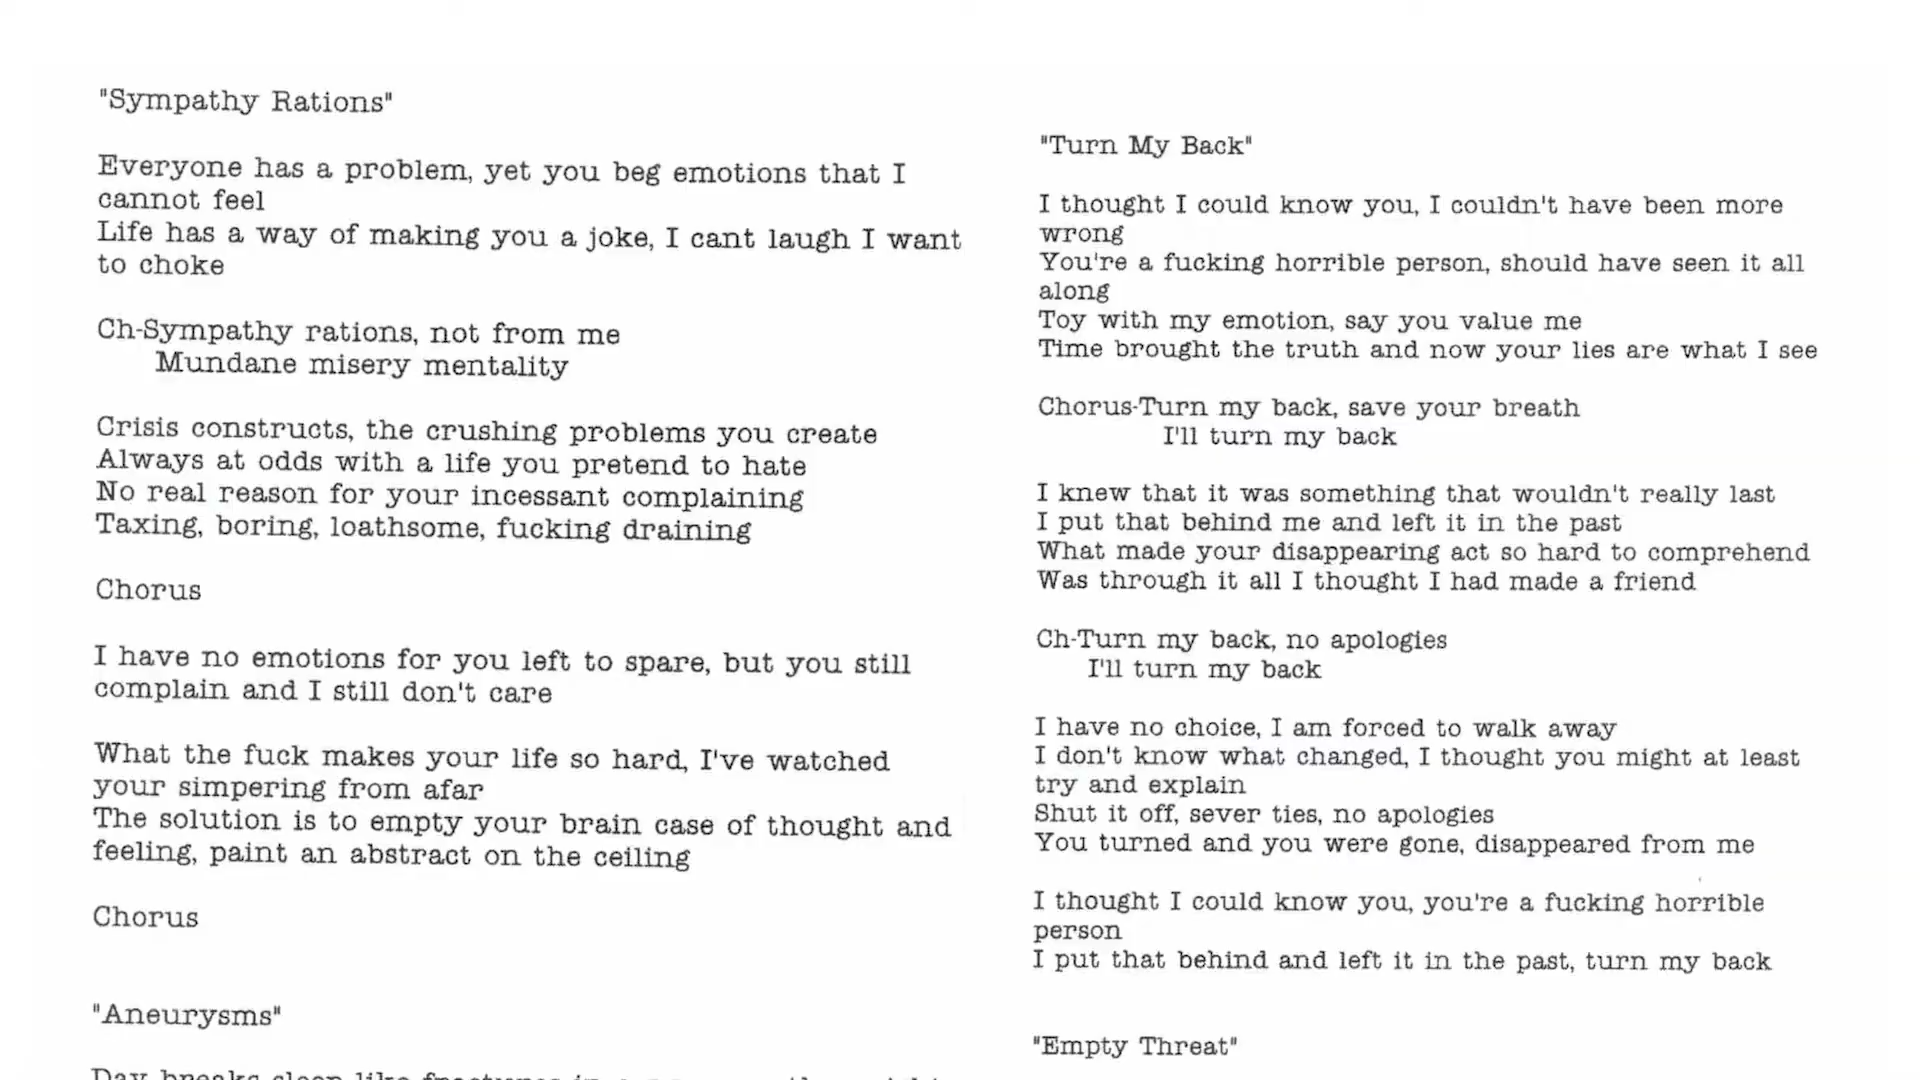 "Sympathy Rations"
Everyone has a problem, yet you beg emotions that I
cannot feel
Life has a way of making you a joke, I cant laugh I want
to choke
Ch-Sympathy rations, not from me
Mundane misery mentality
Crisis constructs, the crushing problems you create
Always at odds with a life you pretend to hate
No real reason for your incessant complaining
Taxing, boring, loathsome, fucking draining
Chorus
I have no emotions for you left to spare, but you still
complain and I still don't care
What the fuck makes your life so hard, I've watched
your simpering from afar
The solution is to empty your brain case of thought and
feeling, paint an abstract on the ceiling
Chorus
"Aneurysms"
Day breaks sleep like fractures in
"Turn My Back"
I thought I could know you, I couldn't have been more
wrong
You're a fucking horrible person, should have seen it all
along
Toy with my emotion, say you value me
Time brought the truth and now your lies are what I see
Chorus-Turn my back, save your breath
I'll turn my back
I knew that it was something that wouldn't really last
I put that behind me and left it in the past
What made your disappearing act so hard to comprehend
Was through it all I thought I had made a friend
Ch-Turn my back, no apologies
I'll turn my back
I have no choice, I am forced to walk away
I don't know what changed, I thought you might at least
try and explain
Shut it off, sever ties, no apologies
You turned and you were gone, disappeared from me
I thought I could know you, you're a fucking horrible
person
I put that behind and left it in the past, turn my back
"Empty Threat"